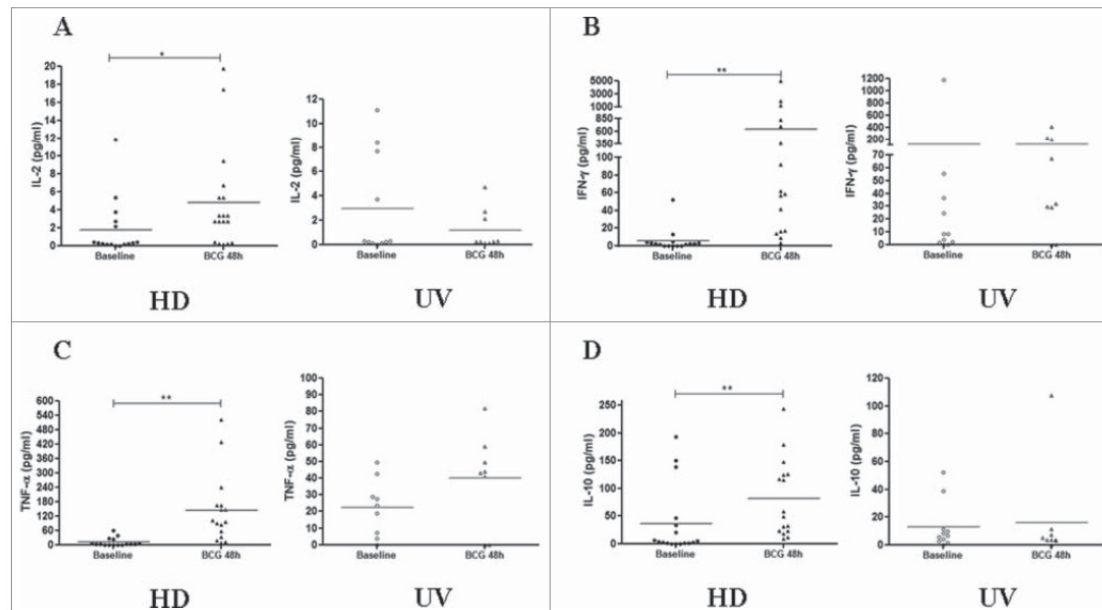 A
*
IL-2 (pg/ml)
20
18
16
14
12
10
8
6
4
2
0
Baseline
BCG 48h
HD
IL-2 (pg/ml)
12
10
8
6
4
2
0
Baseline
BCG 48h
UV
B
**
IFN-γ (pg/ml)
5000
3000
1000
850
600
350
100
80
60
40
20
0
Baseline
BCG 48h
HD
IFN-γ (pg/ml)
1200
1000
800
600
400
200
70
60
50
40
30
20
10
0
Baseline
BCG 48h
UV
C
**
TNF-α (pg/ml)
600
540
480
420
360
300
240
180
120
60
0
Baseline
BCG 48h
HD
TNF-α (pg/ml)
100
90
80
70
60
50
40
30
20
10
0
Baseline
BCG 48h
UV
D
**
IL-10 (pg/ml)
250
200
150
100
50
0
Baseline
BCG 48h
HD
IL-10 (pg/ml)
120
100
80
60
40
20
0
Baseline
BCG 48h
UV